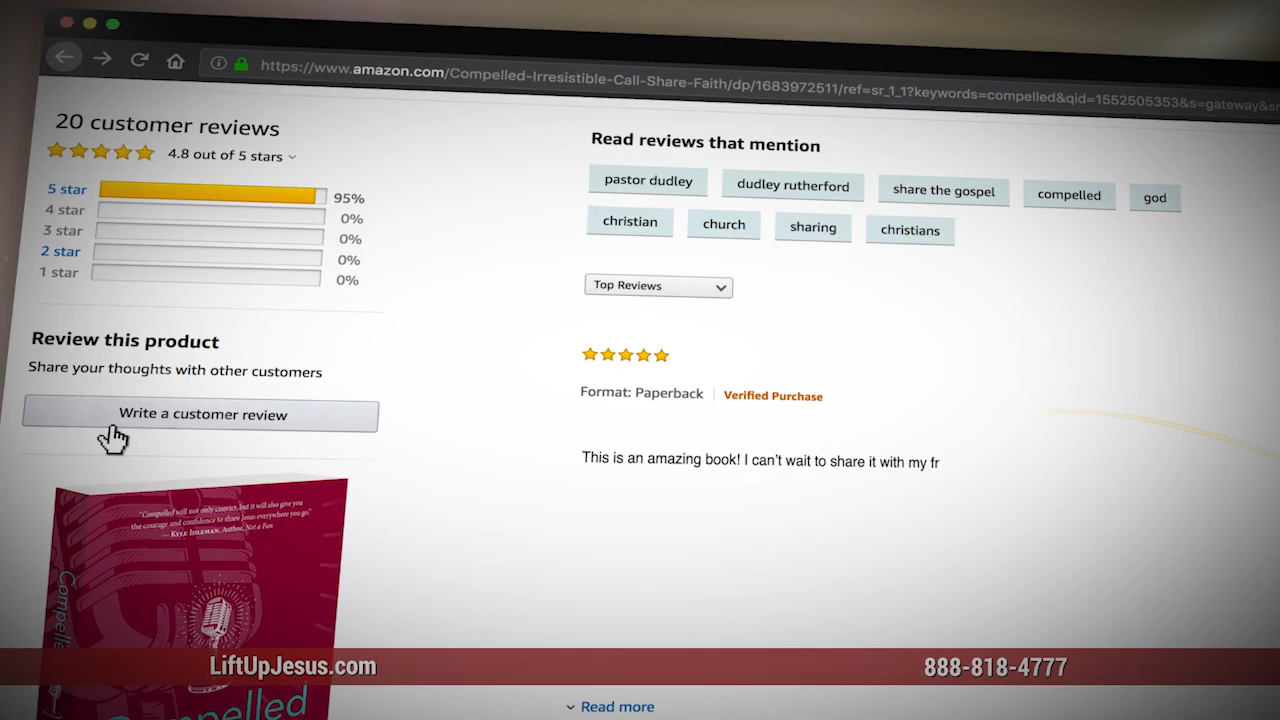 https://www.amazon.com/Compelled-Irresistible-Call-Share-Faith/dp/1683972511/ref=sr_1_1?keywords=compelled&qid=1552505353&s=gateway&sr
20 customer reviews
4.8 out of 5 stars
5 star 95%
4 star 0%
3 star 0%
2 star 0%
1 star 0%
Review this product
Share your thoughts with other customers
Write a customer review
"Compelled will not only convict, but it will also give you
the courage and confidence to share Jesus everywhere you go."
— KYLE IDLEMAN, Author, Not a Fan
Compelled
Read reviews that mention
pastor dudley dudley rutherford share the gospel compelled god
christian church sharing christians
Top Reviews
Format: Paperback Verified Purchase
This is an amazing book! I can't wait to share it with my fr
Read more
LiftUpJesus.com 888-818-4777